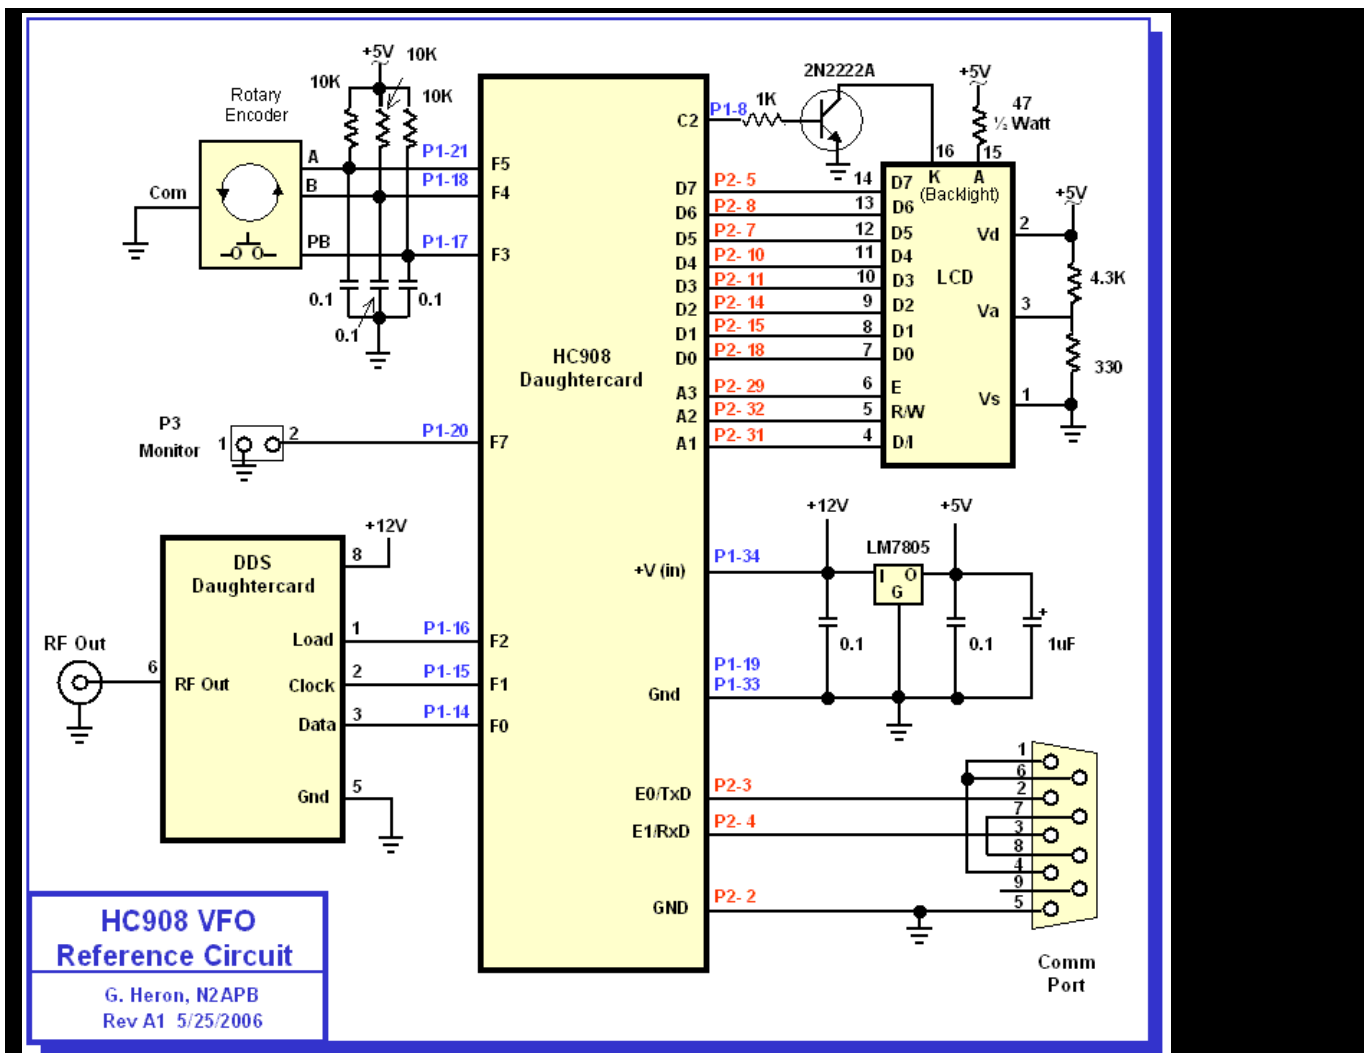 +5V
10K
10K
10K
Rotary
Encoder
A
B
PB
Com
P1-21
P1-18
P1-17
F5
F4
F3
0.1
0.1
0.1
P3
Monitor
1
2
P1-20
F7
HC908
Daughtercard
C2
P1-8
1K
2N2222A
+5V
47
½ Watt
16
15
K
A
(Backlight)
D7
P2- 5
14
D7
D6
P2- 8
13
D6
D5
P2- 7
12
D5
D4
P2- 10
11
D4
D3
P2- 11
10
D3
D2
P2- 14
9
D2
D1
P2- 15
8
D1
D0
P2- 18
7
D0
A3
P2- 29
6
E
A2
P2- 32
5
R/W
A1
P2- 31
4
D/I
LCD
+5V
Vd
2
4.3K
Va
3
330
Vs
1
+12V
+5V
LM7805
I
O
G
+V (in)
P1-34
0.1
0.1
+
1uF
P1-19
P1-33
Gnd
+12V
DDS
Daughtercard
8
Load
1
P1-16
F2
RF Out
6
RF Out
Clock
2
P1-15
F1
Data
3
P1-14
F0
Gnd
5
E0/TxD
P2-3
E1/RxD
P2- 4
GND
P2- 2
1
6
2
7
3
8
4
9
5
Comm
Port
HC908 VFO
Reference Circuit
G. Heron, N2APB
Rev A1 5/25/2006